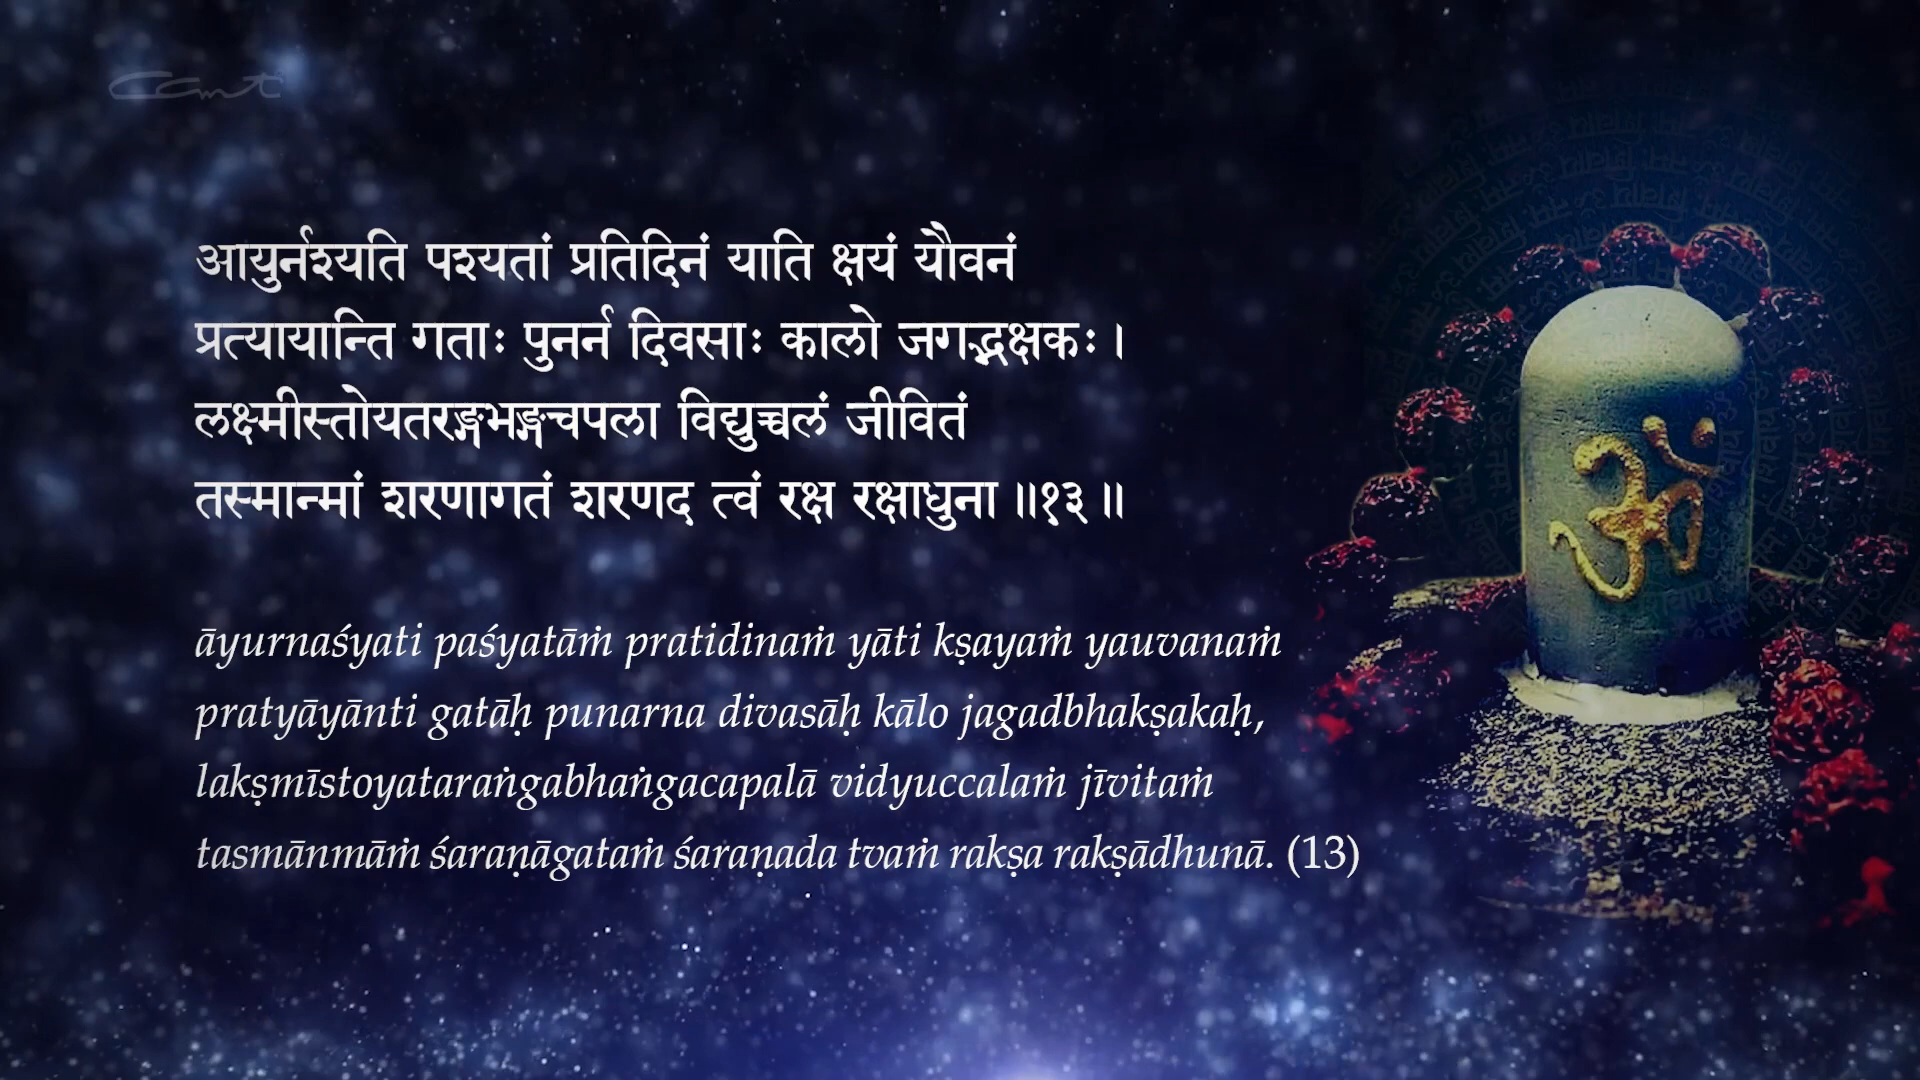 आयुर्नश्यति पश्यतां प्रतिदिनं याति क्षयं यौवनं
प्रत्यायान्ति गताः पुनर्न दिवसाः कालो जगद्भक्षकः ।
लक्ष्मीस्तोयतरङ्गभङ्गचपला विद्युच्चलं जीवितं
तस्मान्मां शरणागतं शरणद त्वं रक्ष रक्षाधुना ॥१३॥
āyurnaśyati paśyatāṁ pratidinaṁ yāti kṣayaṁ yauvanaṁ
pratyāyānti gatāḥ punarna divasāḥ kālo jagadbhakṣakaḥ,
lakṣmīstoyataraṅgabhaṅgacapalā vidyuccalaṁ jīvitaṁ
tasmānmāṁ śaraṇāgataṁ śaraṇada tvaṁ rakṣa rakṣādhunā. (13)
ॐ